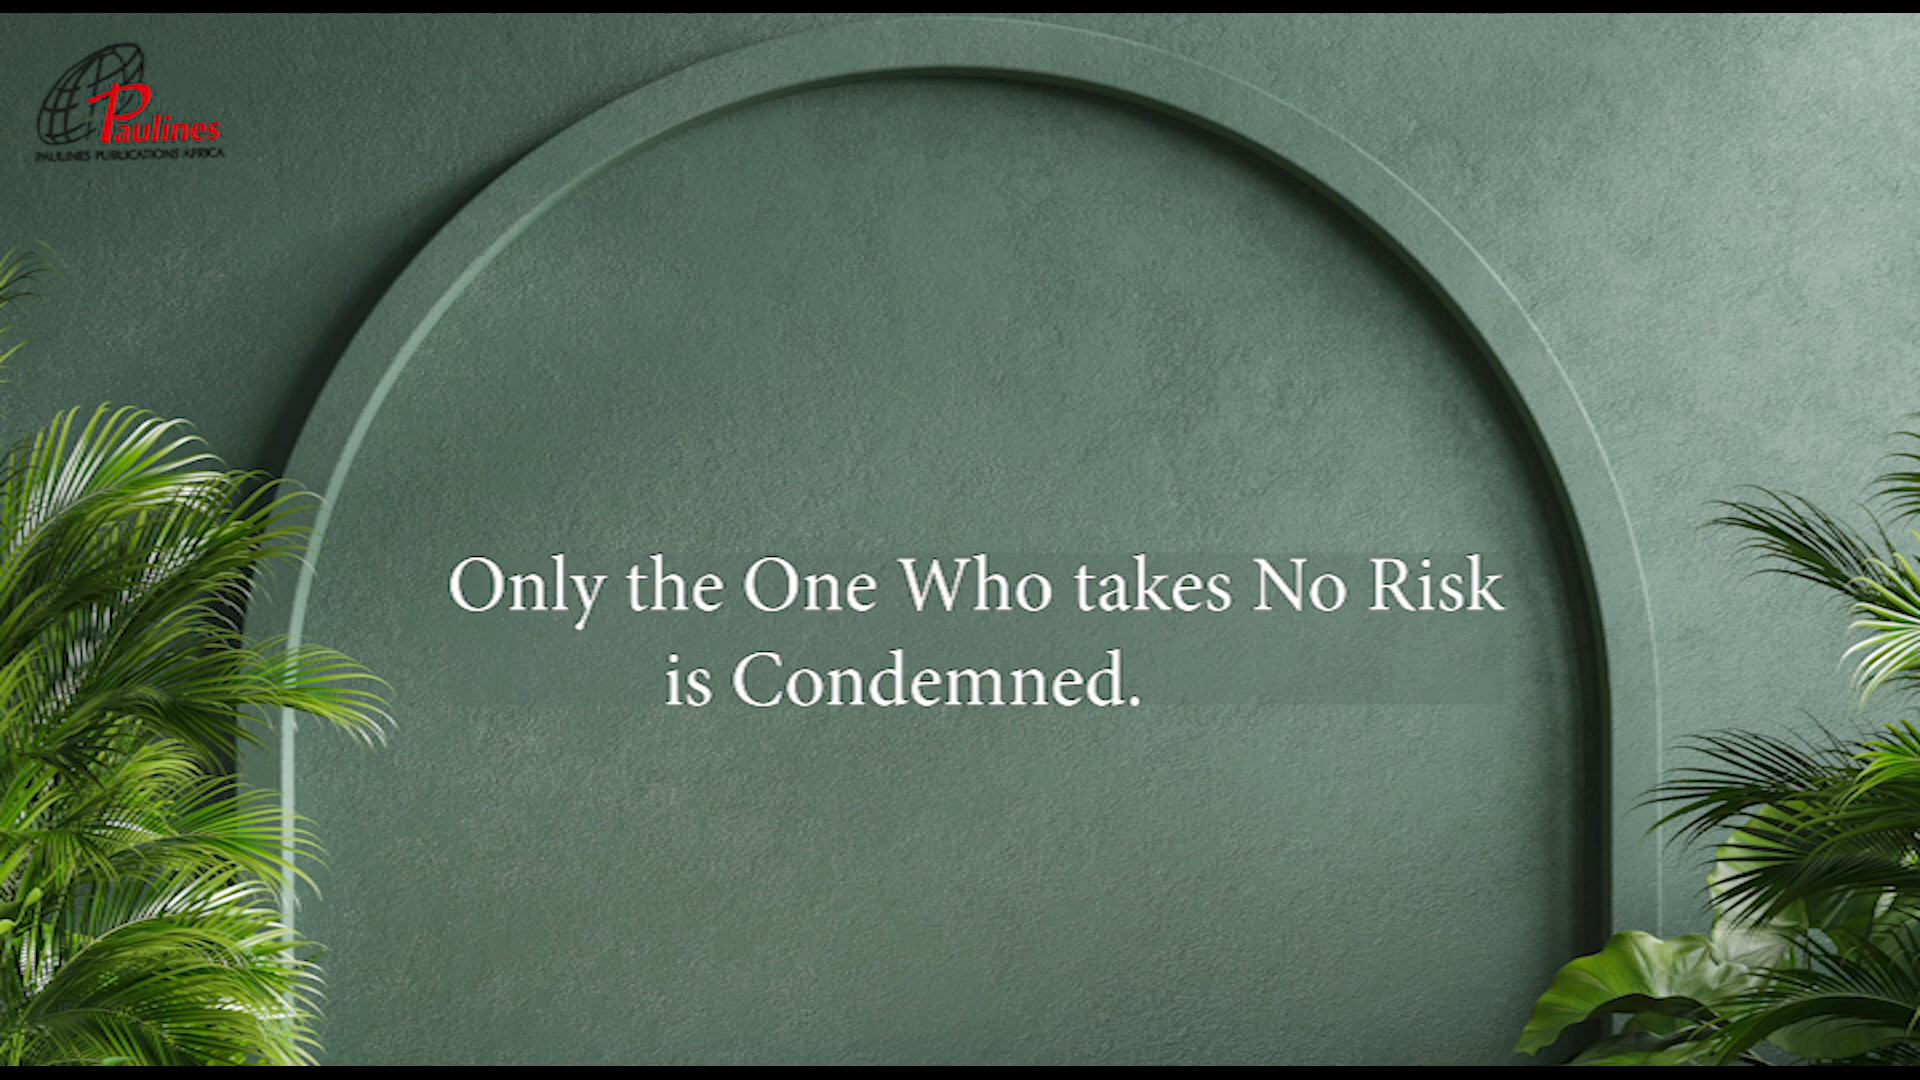 Paulines
PAULINES PUBLICATIONS AFRICA
Only the One Who takes No Risk
is Condemned.